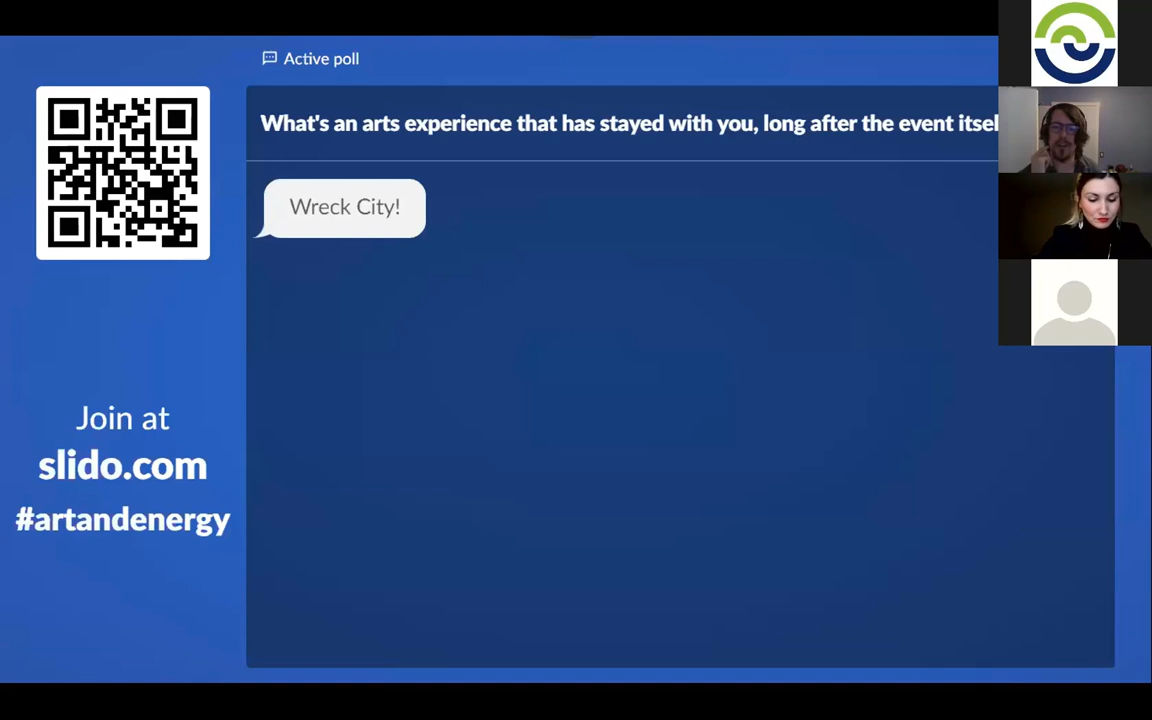 Active poll
What's an arts experience that has stayed with you, long after the event itsel
Wreck City!
Join at
slido.com
#artandenergy